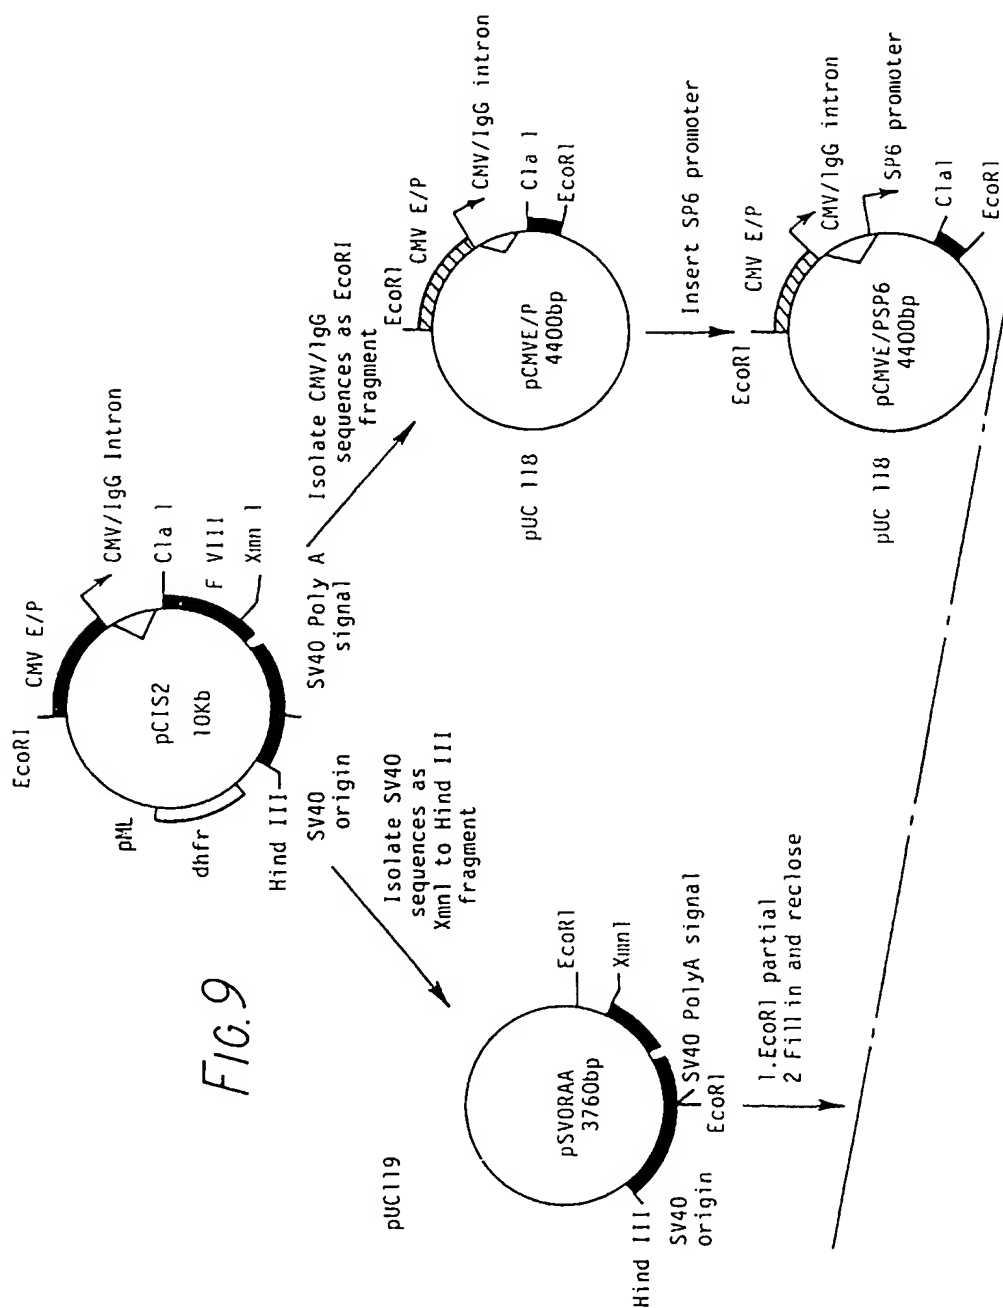 FIG. 9
EcoRI
CMV E/P
CMV/IgG Intron
Cla I
F VIII
Xmn I
SV40 Poly A
signal
SV40
origin
Hind III
dhfr
pML
pCIS2
10Kb
Isolate SV40
sequences as
XmnI to Hind III
fragment
Isolate CMV/IgG
sequences as EcoRI
fragment
pUC119
pSVORAA
3760bp
EcoRI
XmnI
SV40 PolyA signal
EcoRI
Hind III
SV40
origin
1.EcoRI partial
2 Fill in and reclose
EcoRI
CMV E/P
CMV/IgG intron
Cla I
EcoRI
pCMVE/P
4400bp
pUC 118
Insert SP6 promoter
EcoRI
CMV E/P
CMV/IgG intron
SP6 promoter
ClaI
EcoRI
pCMVE/PSP6
4400bp
pUC 118